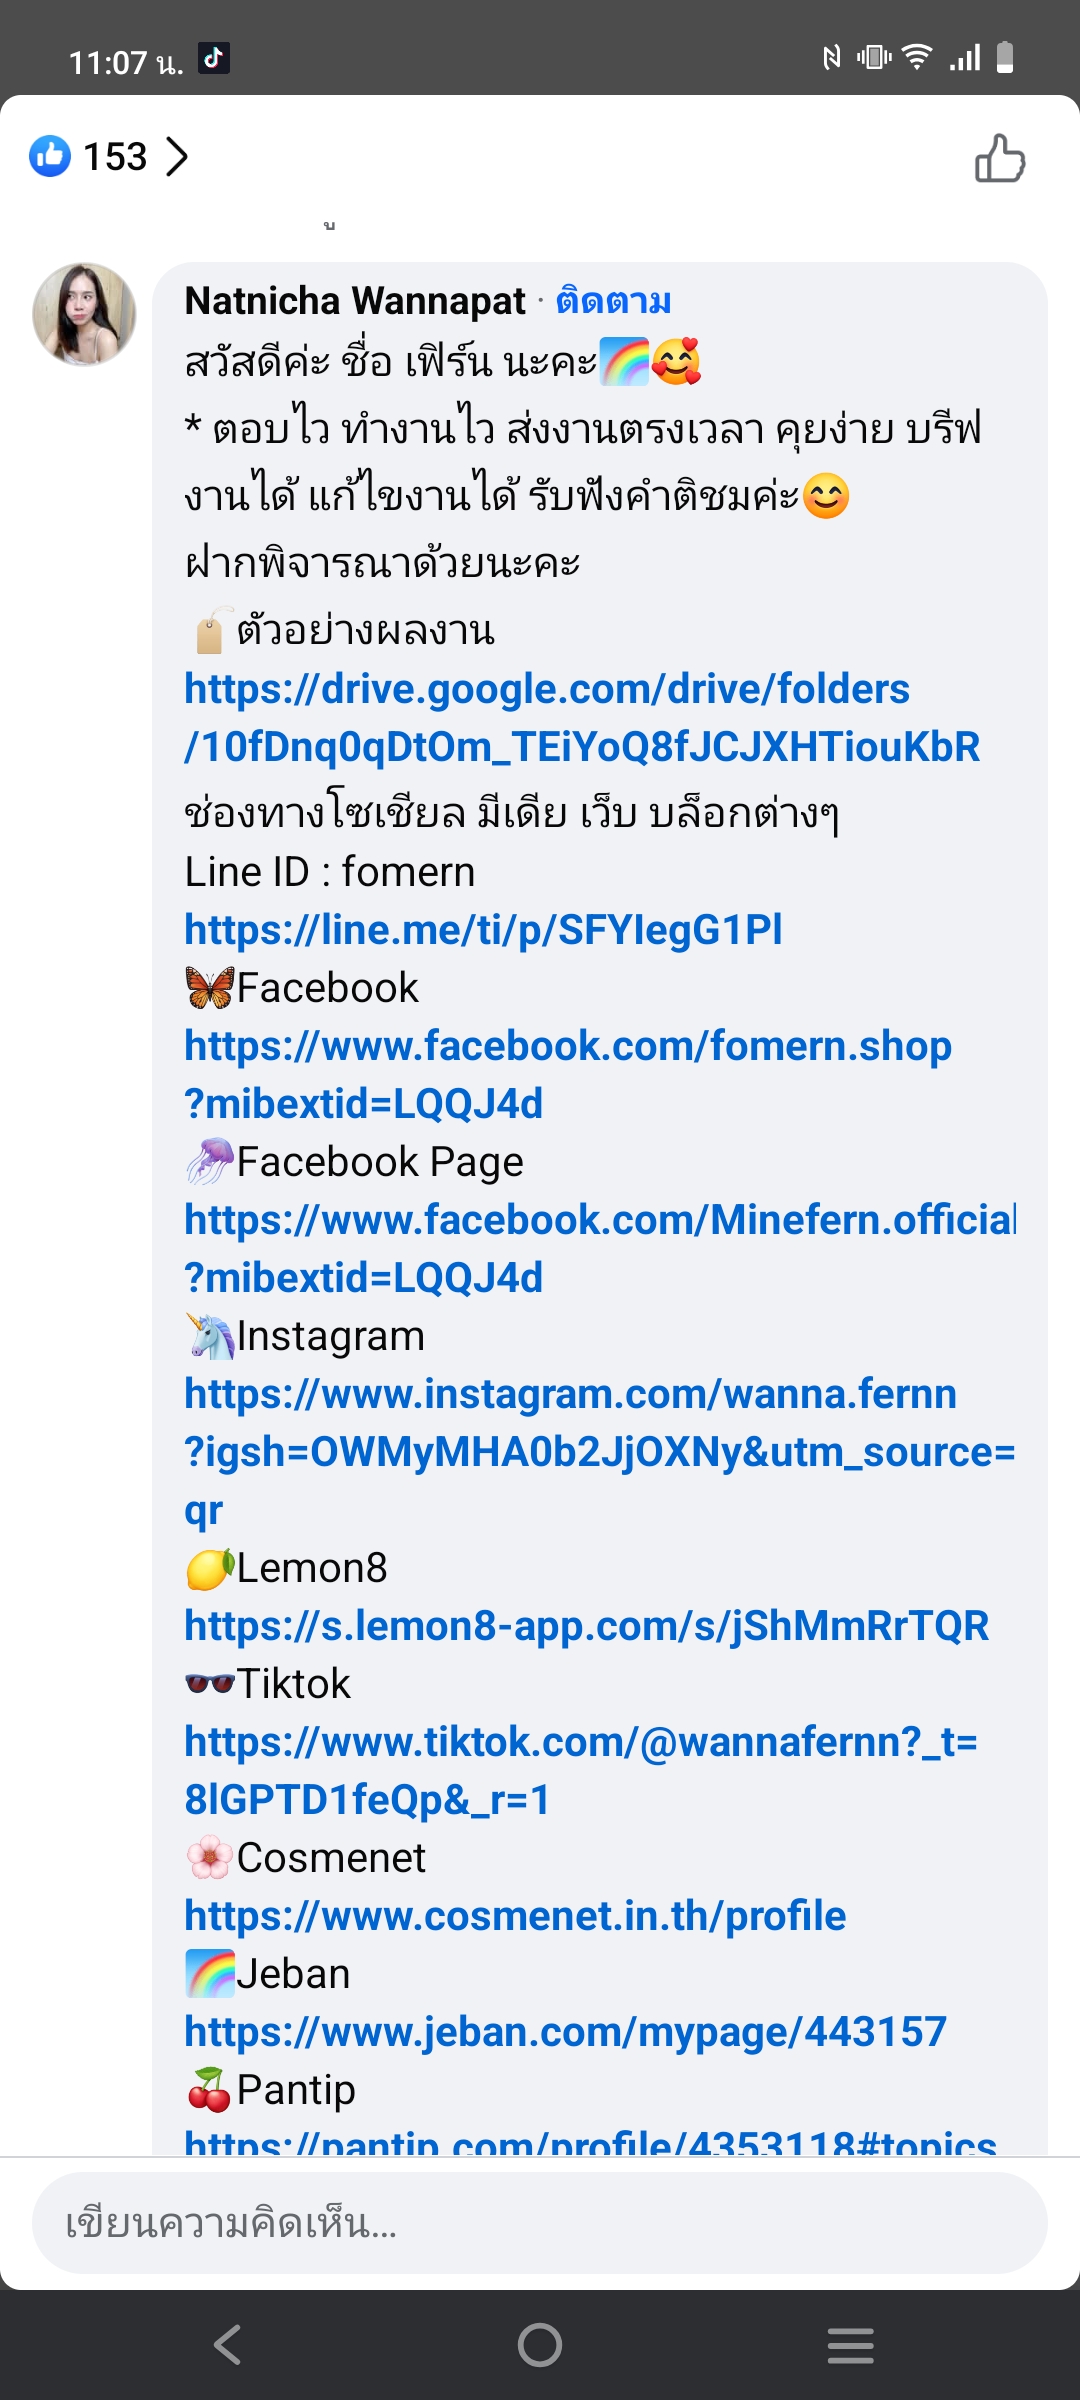 11:07 น.
153
Natnicha Wannapat · ติดตาม
สวัสดีค่ะ ชื่อ เฟิร์น นะคะ🌈🥰
* ตอบไว ทำงานไว ส่งงานตรงเวลา คุยง่าย บรีฟ
งานได้ แก้ไขงานได้ รับฟังคำติชมค่ะ😊
ฝากพิจารณาด้วยนะคะ
🏷️ตัวอย่างผลงาน
https://drive.google.com/drive/folders
/10fDnq0qDtOm_TEiYoQ8fJCJXHTiouKbR
ช่องทางโซเชียล มีเดีย เว็บ บล็อกต่างๆ
Line ID : fomern
https://line.me/ti/p/SFYIegG1Pl
🦋Facebook
https://www.facebook.com/fomern.shop
?mibextid=LQQJ4d
🪼Facebook Page
https://www.facebook.com/Minefern.official
?mibextid=LQQJ4d
🦄Instagram
https://www.instagram.com/wanna.fernn
?igsh=OWMyMHA0b2JjOXNy&utm_source=
qr
🍋Lemon8
https://s.lemon8-app.com/s/jShMmRrTQR
🕶️Tiktok
https://www.tiktok.com/@wannafernn?_t=
8lGPTD1feQp&_r=1
🌸Cosmenet
https://www.cosmenet.in.th/profile
🌈Jeban
https://www.jeban.com/mypage/443157
🍒Pantip
https://pantip.com/profile/4353118#topics
เขียนความคิดเห็น...